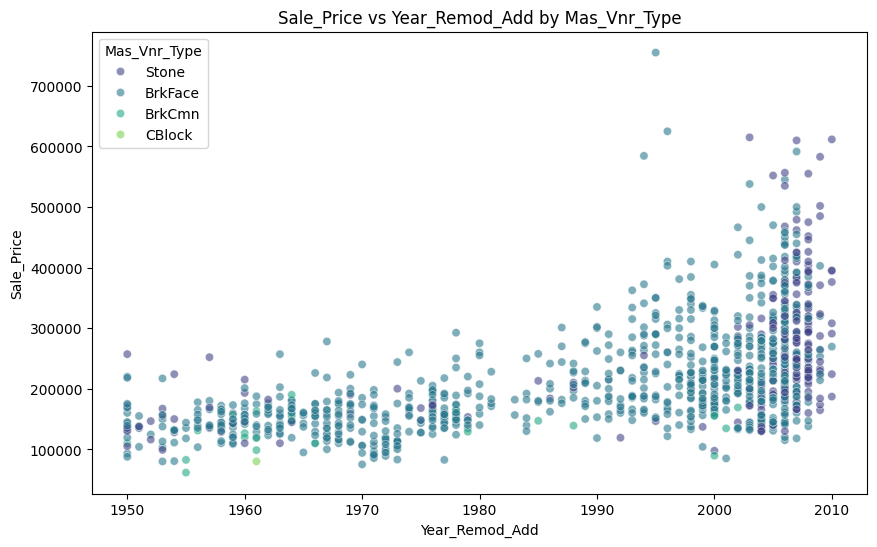 Sale_Price vs Year_Remod_Add by Mas_Vnr_Type
Mas_Vnr_Type
Stone
BrkFace
BrkCmn
CBlock
Sale_Price
700000
600000
500000
400000
300000
200000
100000
1950 1960 1970 1980 1990 2000 2010
Year_Remod_Add